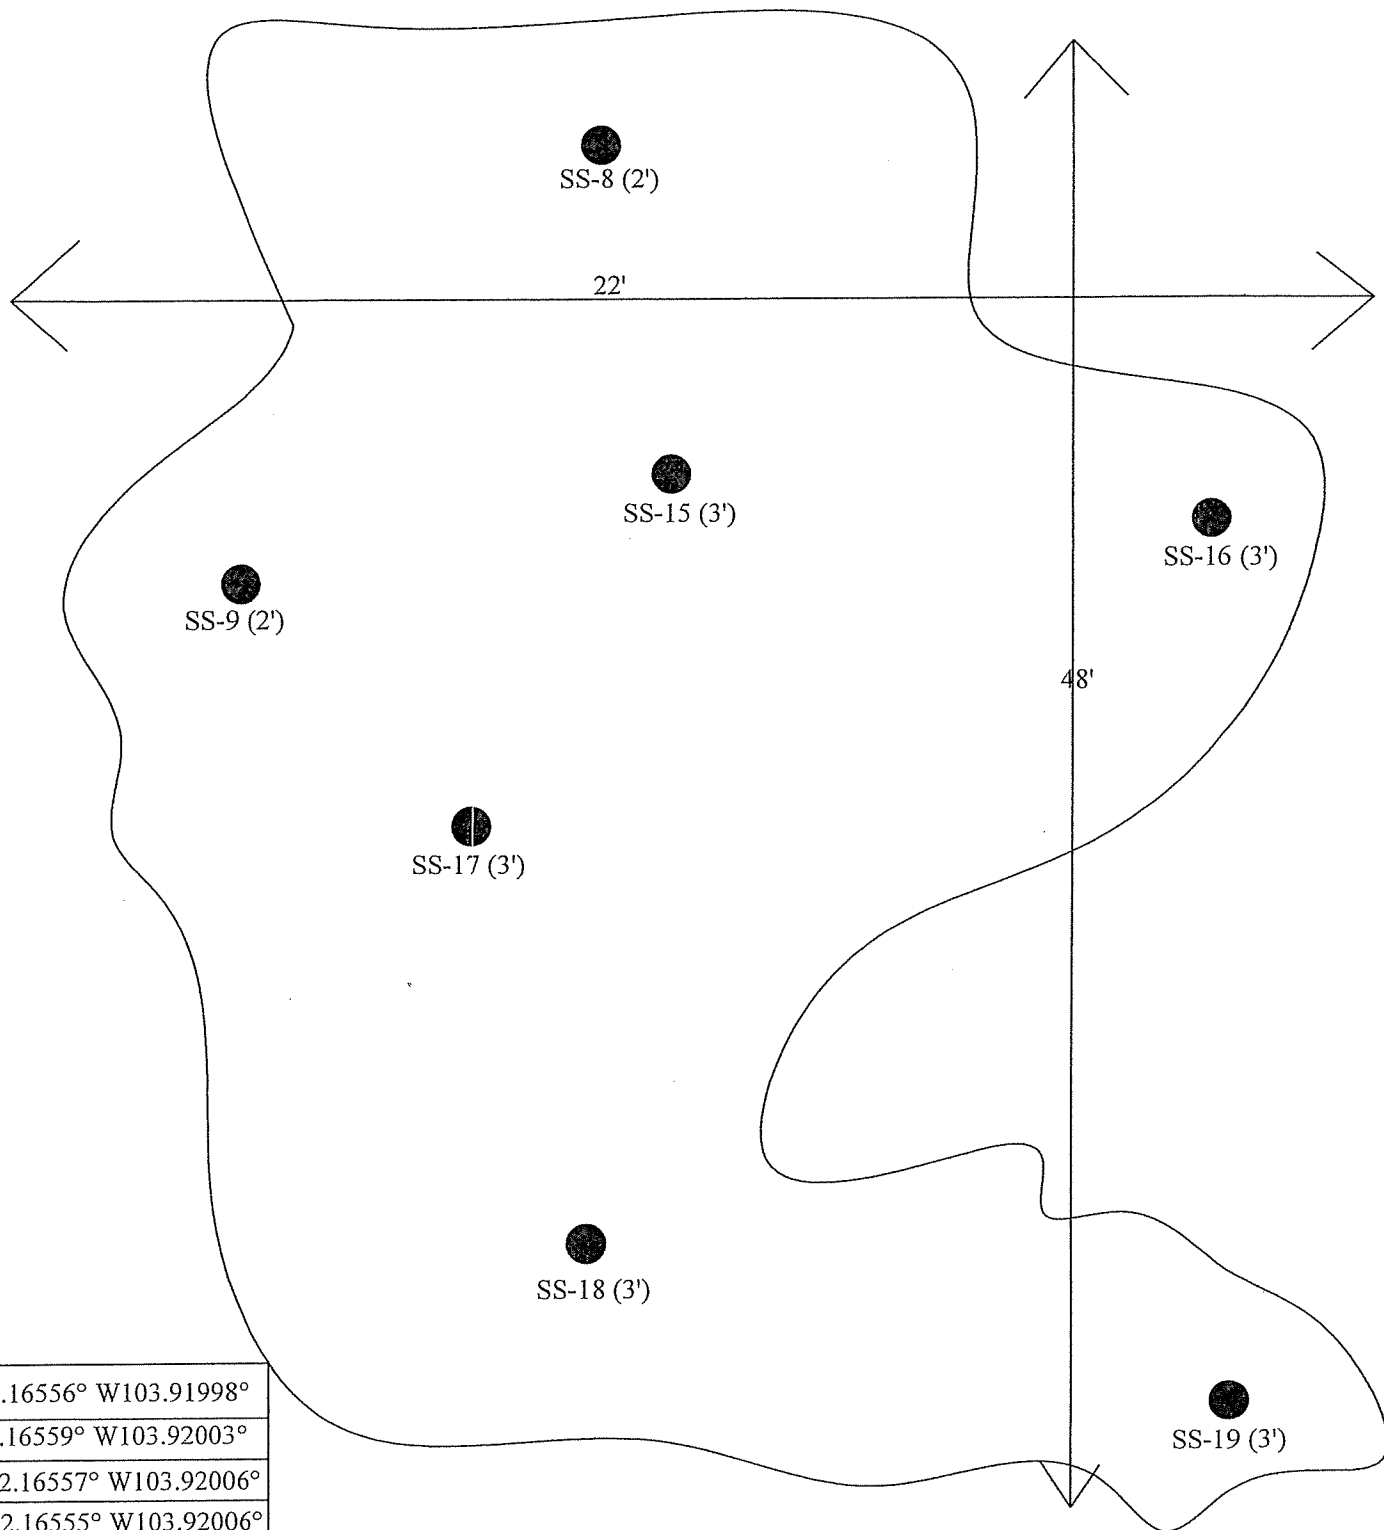 SS-8 (2')
22'
SS-15 (3')
SS-16 (3')
SS-9 (2')
48'
SS-17 (3')
SS-18 (3')
.16556° W103.91998°
.16559° W103.92003°
SS-19 (3')
2.16557° W103.92006°
2.16555° W103.92006°